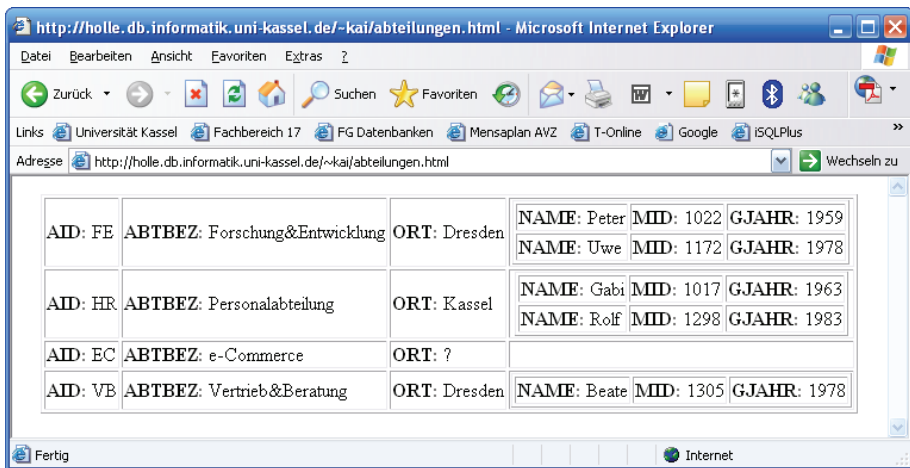 http://holle.db.informatik.uni-kassel.de/~kai/abteilungen.html - Microsoft Internet Explorer
Datei Bearbeiten Ansicht Favoriten Extras ?
Zurück Suchen Favoriten
Links Universität Kassel Fachbereich 17 FG Datenbanken Mensaplan AVZ T-Online Google iSQLPlus »
Adresse http://holle.db.informatik.uni-kassel.de/~kai/abteilungen.html Wechseln zu
AID: FE ABTBEZ: Forschung&Entwicklung ORT: Dresden NAME: Peter MID: 1022 GJAHR: 1959
NAME: Uwe MID: 1172 GJAHR: 1978
AID: HR ABTBEZ: Personalabteilung ORT: Kassel NAME: Gabi MID: 1017 GJAHR: 1963
NAME: Rolf MID: 1298 GJAHR: 1983
AID: EC ABTBEZ: e-Commerce ORT: ?
AID: VB ABTBEZ: Vertrieb&Beratung ORT: Dresden NAME: Beate MID: 1305 GJAHR: 1978
Fertig Internet